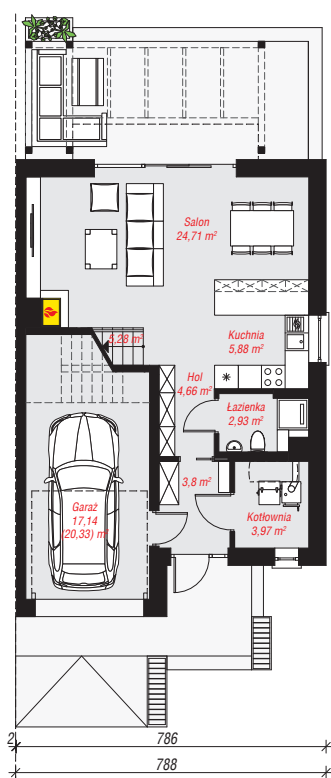 Salon
24,71 m²
5,28 m²
Kuchnia
5,88 m²
Hol
4,66 m²
Łazienka
2,93 m²
3,8 m²
Garaż
17,14
(20,33) m²
Kotłownia
3,97 m²
2
786
788